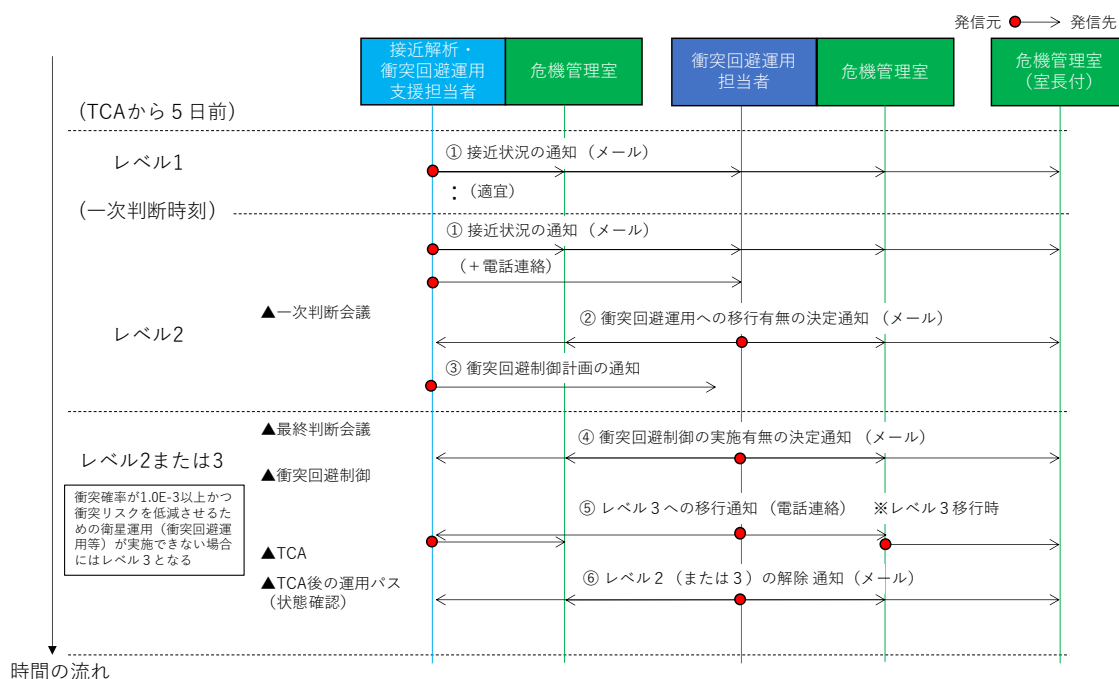 発信元 発信先
接近解析・
衝突回避運用
支援担当者
危機管理室
衝突回避運用
担当者
危機管理室
危機管理室
(室長付)
(TCAから5日前)
レベル1
① 接近状況の通知 (メール)
： (適宜)
(一次判断時刻)
① 接近状況の通知 (メール)
(+電話連絡)
▲一次判断会議
② 衝突回避運用への移行有無の決定通知 (メール)
レベル2
③ 衝突回避制御計画の通知
▲最終判断会議
④ 衝突回避制御の実施有無の決定通知 (メール)
レベル2または3
▲衝突回避制御
衝突確率が1.0E-3以上かつ
衝突リスクを低減させるた
めの衛星運用 (衝突回避運
用等) が実施できない場合
にはレベル3となる
⑤ レベル3への移行通知 (電話連絡) ※レベル3移行時
▲TCA
⑥ レベル2 (または3) の解除 通知 (メール)
▲TCA後の運用パス
(状態確認)
時間の流れ